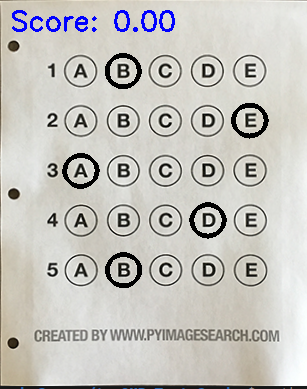 Score: 0.00
1 A B C D E
2 A B C D E
3 A B C D E
4 A B C D E
5 A B C D E
CREATED BY WWW.PYIMAGESEARCH.COM